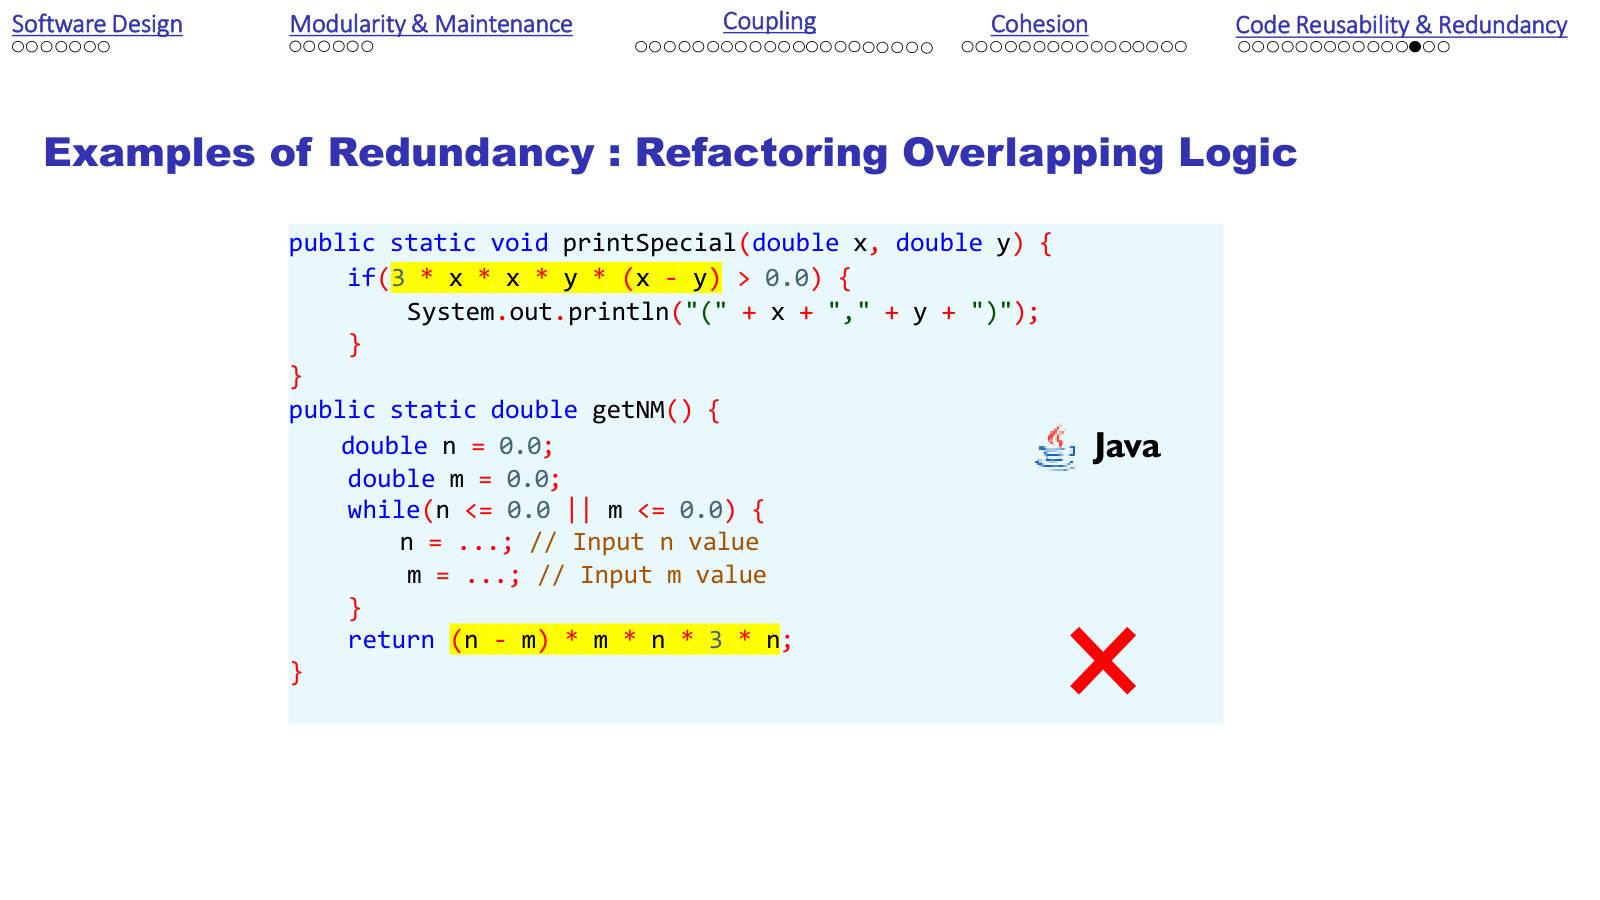 Software Design
Modularity & Maintenance
Coupling
Cohesion
Code Reusability & Redundancy
Examples of Redundancy : Refactoring Overlapping Logic
public static void printSpecial(double x, double y) {
if(3 * x * x * y * (x - y) > 0.0) {
System.out.println("(" + x + "," + y + ")");
}
}
public static double getNM() {
double n = 0.0;
double m = 0.0;
while(n <= 0.0 || m <= 0.0) {
n = ...; // Input n value
m = ...; // Input m value
}
return (n - m) * m * n * 3 * n;
}
Java